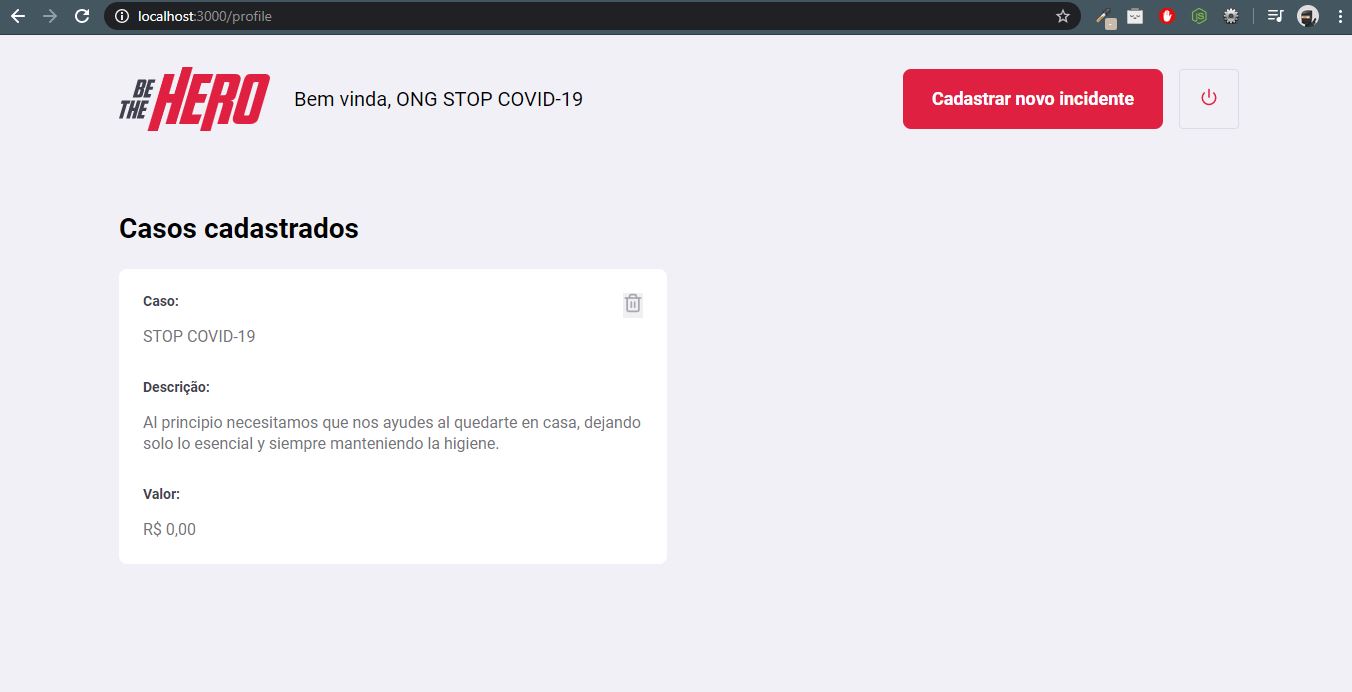 localhost:3000/profile
BE
THE
HERO
Bem vinda, ONG STOP COVID-19
Cadastrar novo incidente
Casos cadastrados
Caso:
STOP COVID-19
Descrição:
Al principio necesitamos que nos ayudes al quedarte en casa, dejando
solo lo esencial y siempre manteniendo la higiene.
Valor:
R$ 0,00